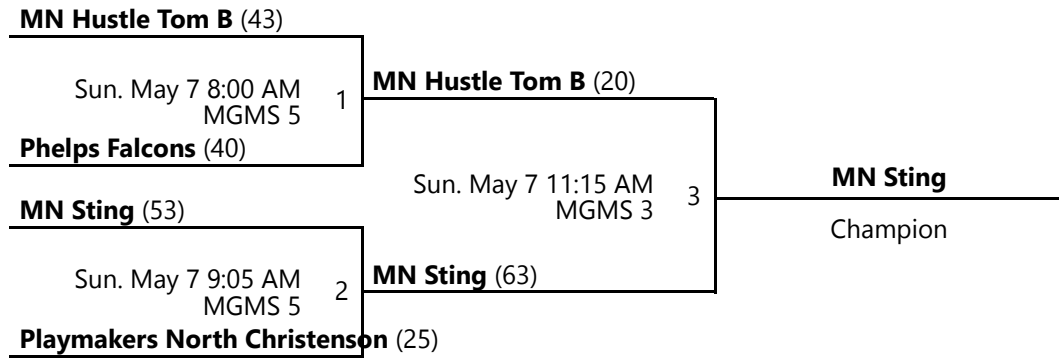 MN Hustle Tom B (43)
Sun. May 7 8:00 AM
MGMS 5
1
Phelps Falcons (40)
MN Hustle Tom B (20)
MN Sting (53)
Sun. May 7 9:05 AM
MGMS 5
2
Playmakers North Christenson (25)
MN Sting (63)
Sun. May 7 11:15 AM
MGMS 3
3
MN Sting
Champion